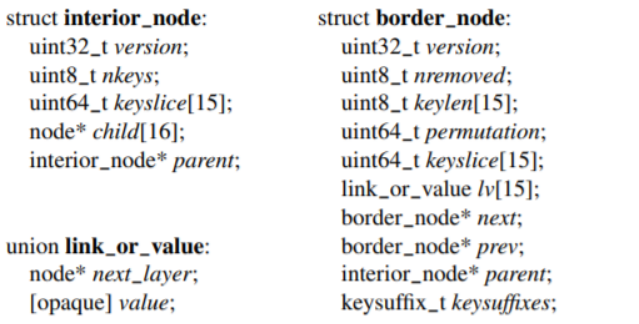 struct interior_node:
uint32_t version;
uint8_t nkeys;
uint64_t keyslice[15];
node* child[16];
interior_node* parent;
union link_or_value:
node* next_layer;
[opaque] value;
struct border_node:
uint32_t version;
uint8_t nremoved;
uint8_t keylen[15];
uint64_t permutation;
uint64_t keyslice[15];
link_or_value lv[15];
border_node* next;
border_node* prev;
interior_node* parent;
keysuffix_t keysuffixes;